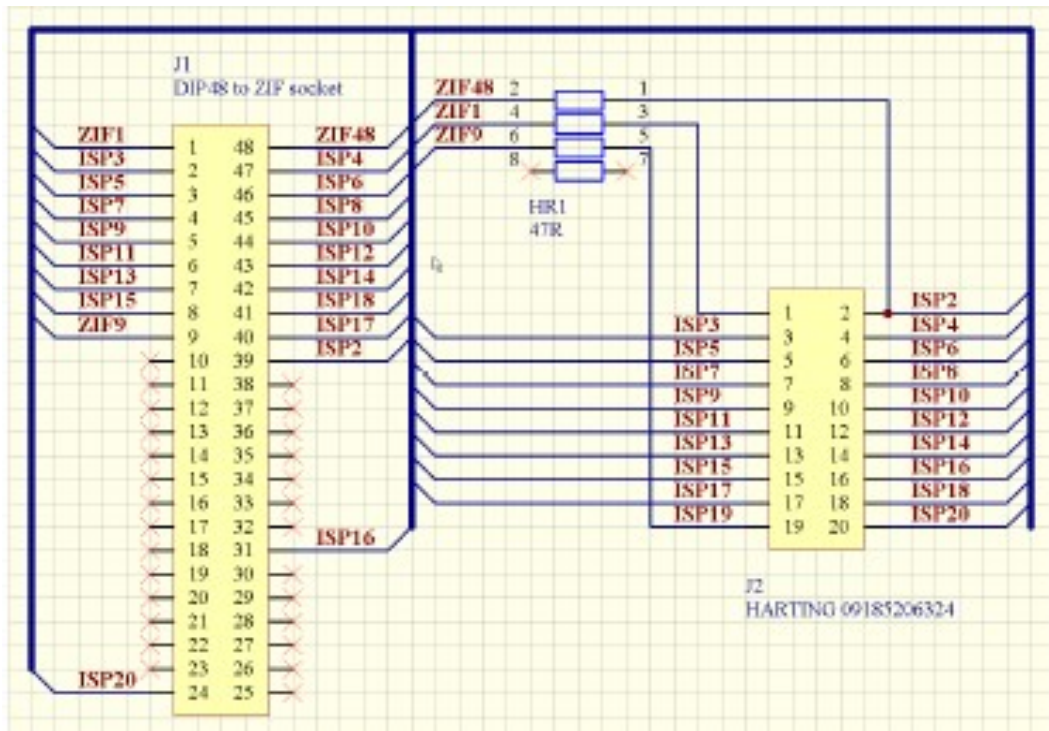 J1
DIP48 to ZIF socket
ZIF1 1 48 ZIF48
ISP3 2 47 ISP4
ISP5 3 46 ISP6
ISP7 4 45 ISP8
ISP9 5 44 ISP10
ISP11 6 43 ISP12
ISP13 7 42 ISP14
ISP15 8 41 ISP18
ZIF9 9 40 ISP17
10 39 ISP2
11 38
12 37
13 36
14 35
15 34
16 33
17 32
18 31 ISP16
19 30
20 29
21 28
22 27
23 26
ISP20 24 25
ZIF48 2 1
ZIF1 4 3
ZIF9 6 5
8 7
HR1
47R
1 2 ISP2
ISP3 3 4 ISP4
ISP5 5 6 ISP6
ISP7 7 8 ISP8
ISP9 9 10 ISP10
ISP11 11 12 ISP12
ISP13 13 14 ISP14
ISP15 15 16 ISP16
ISP17 17 18 ISP18
ISP19 19 20 ISP20
J2
HARTING 09185206324